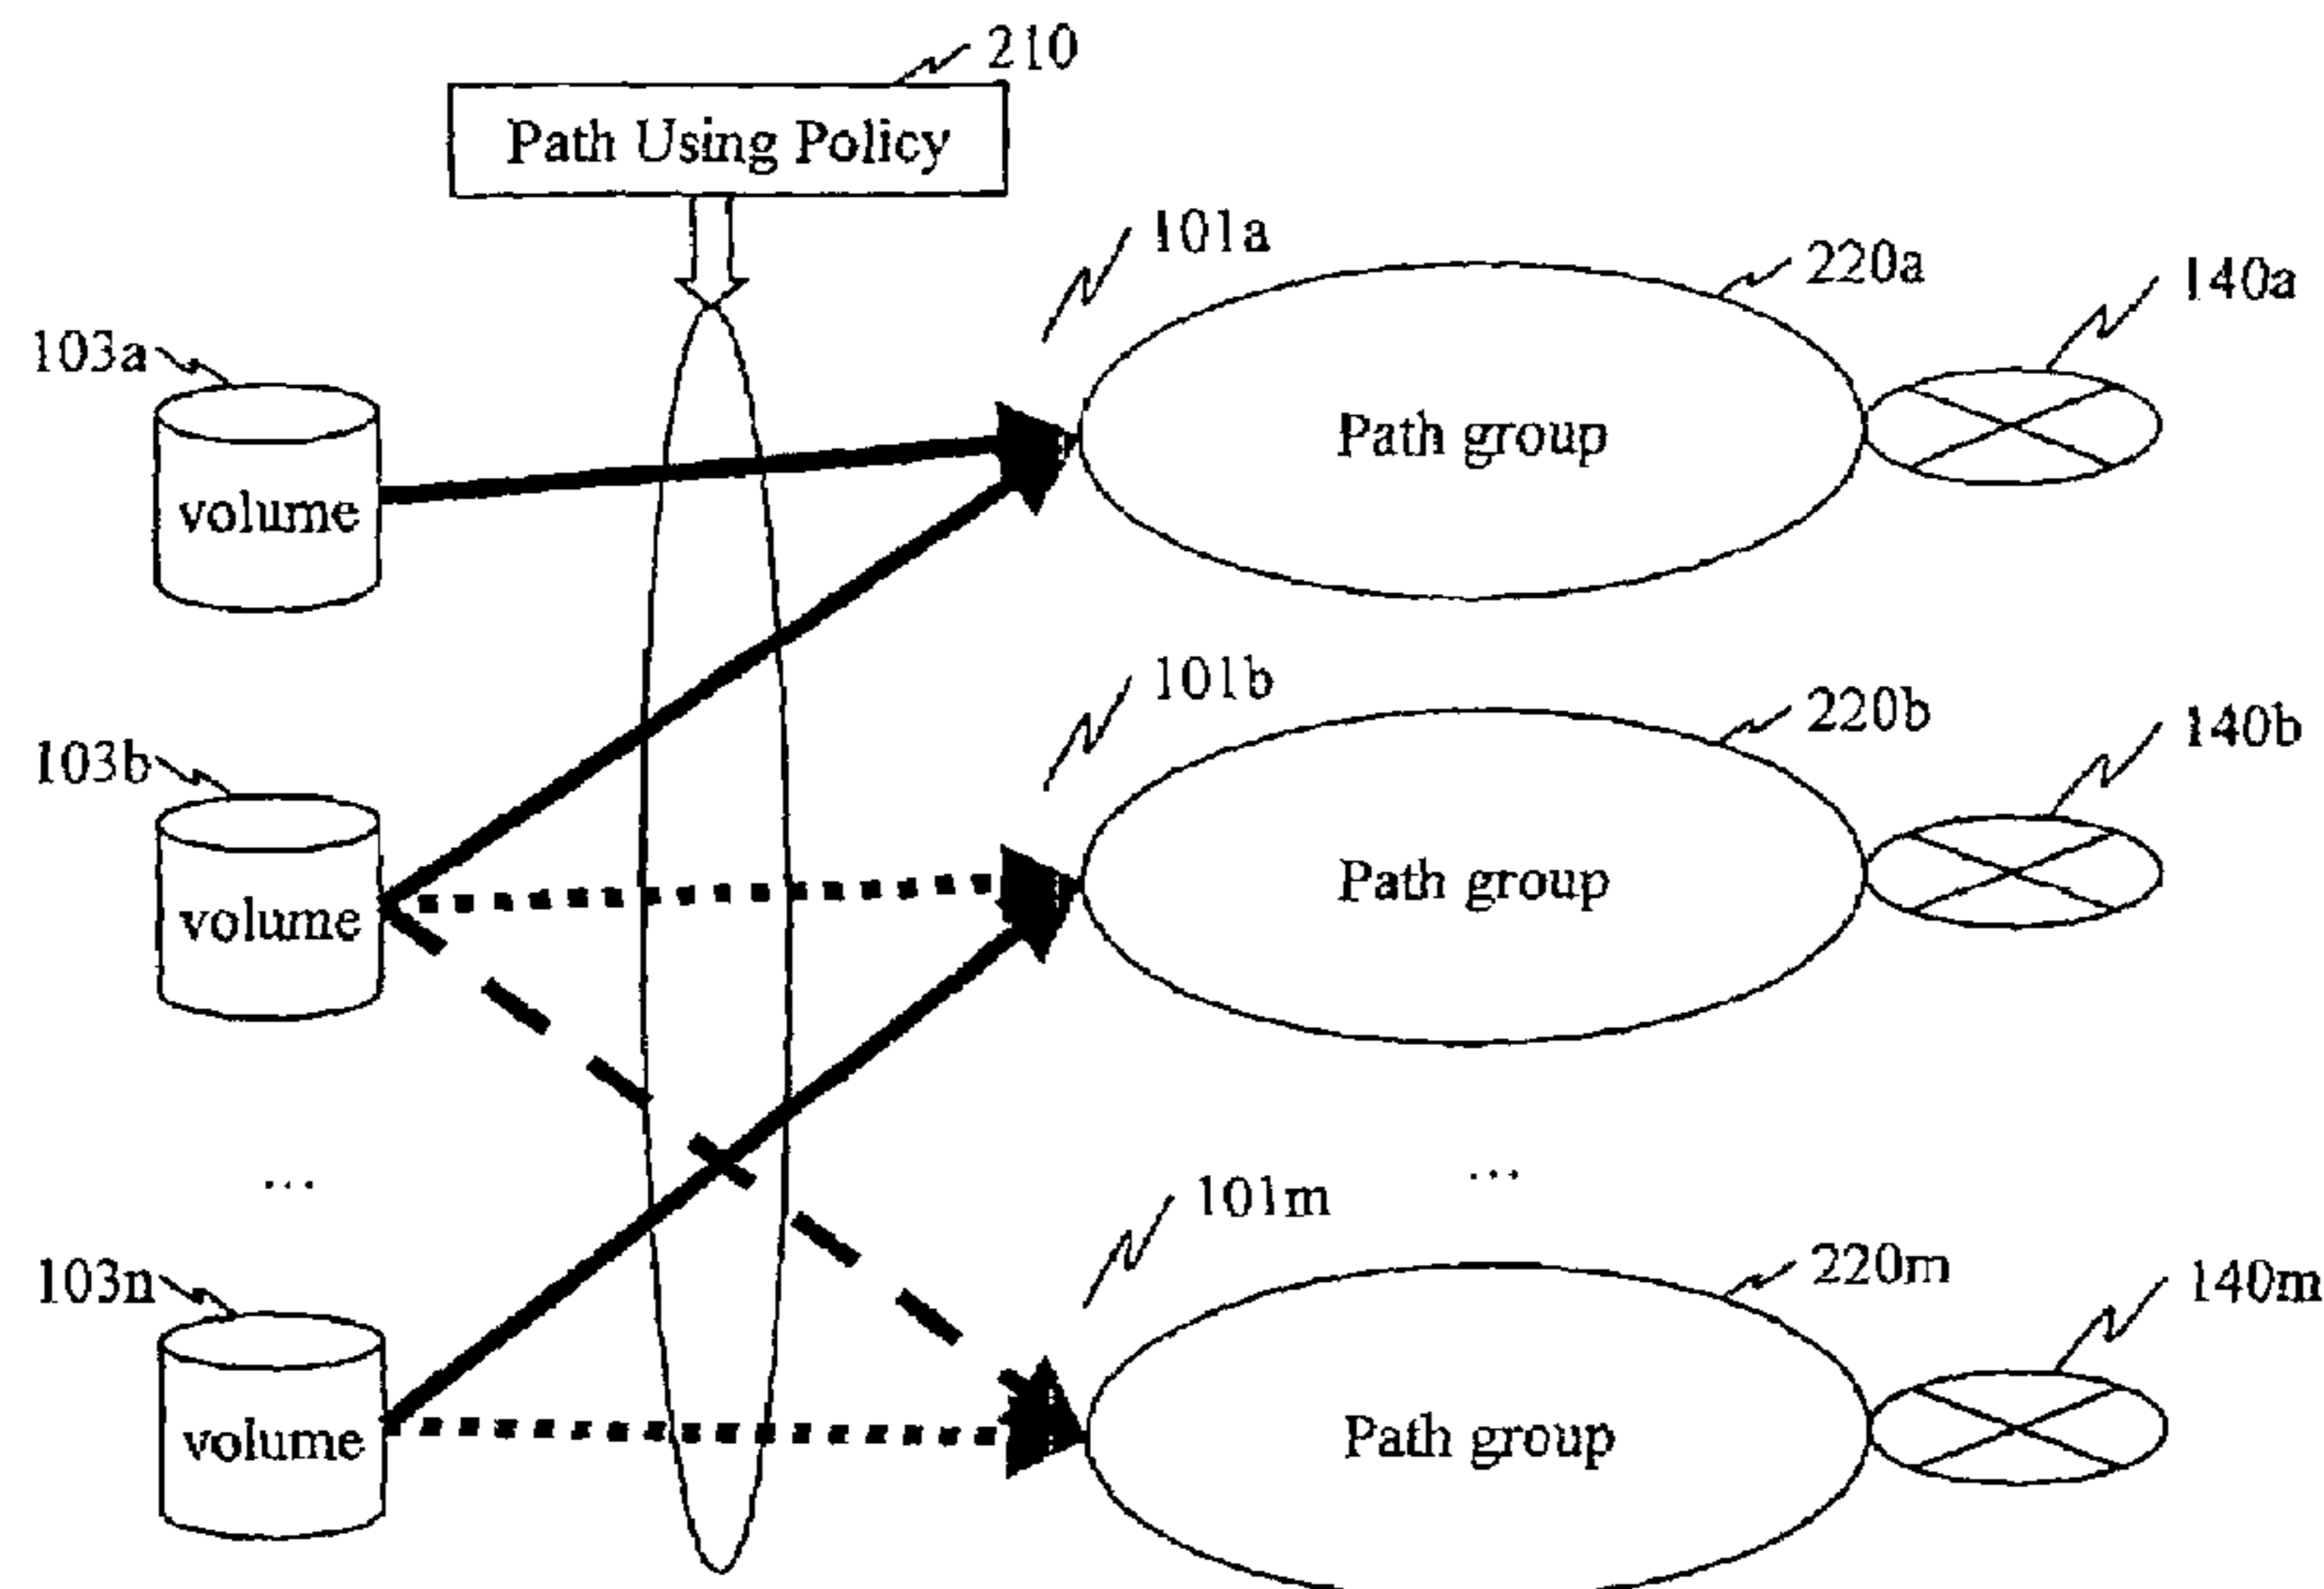 210
Path Using Policy
101a
220a
140a
103a
Path group
volume
101b
220b
140b
103b
Path group
volume
...
...
101m
220m
140m
103n
Path group
volume